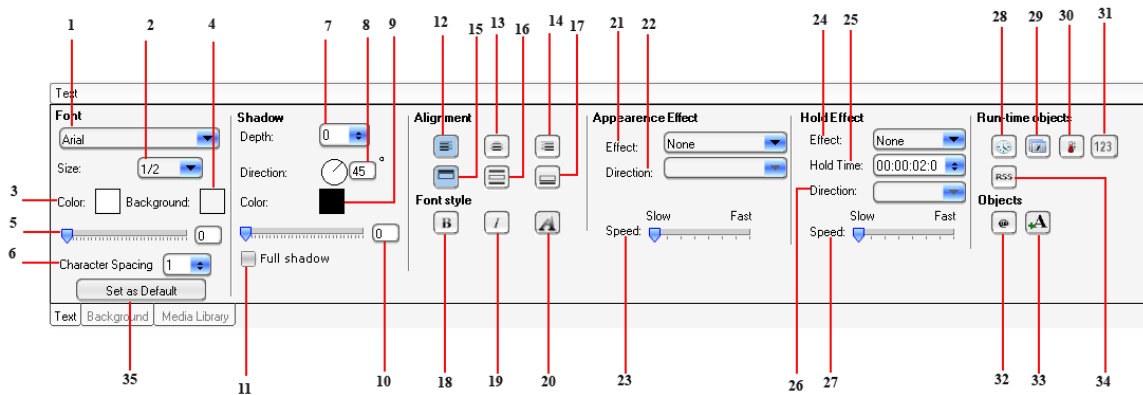 1 2 4 7 8 9 12 15 13 16 14 17 21 22 24 25 28 29 30 31
Text
Font Shadow Alignment Appearence Effect Hold Effect Run-time objects
Arial Depth: 0 Effect: None Effect: None 123
Size: 1/2 Direction: 45 ° Direction: Hold Time: 00:00:02:0 RSS
3 Color: Background: Color: Font style 26 Direction: Objects
5 0 0 B I A Speed: Slow Fast Speed: Slow Fast @ +A
6 Character Spacing 1 Full shadow
Set as Default
Text Background Media Library
35 11 10 18 19 20 23 26 27 32 33 34